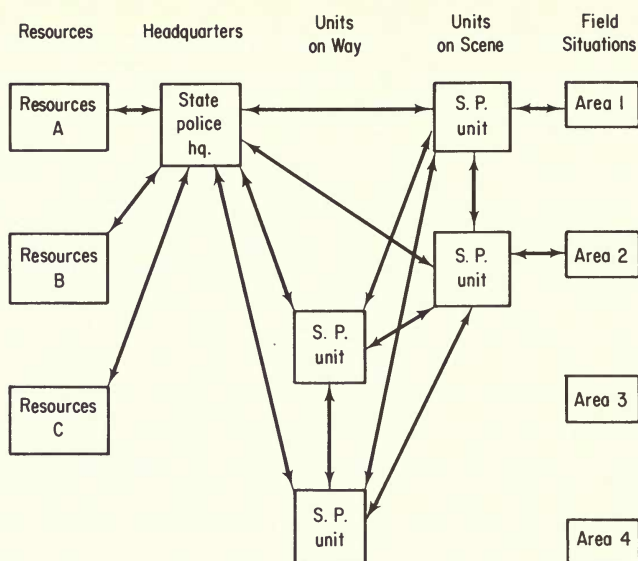 Resources
Headquarters
Units
on Way
Units
on Scene
Field
Situations
Resources
A
State
police
hq.
S. P.
unit
Area 1
Resources
B
S. P.
unit
Area 2
S. P.
unit
Resources
C
Area 3
S. P.
unit
Area 4